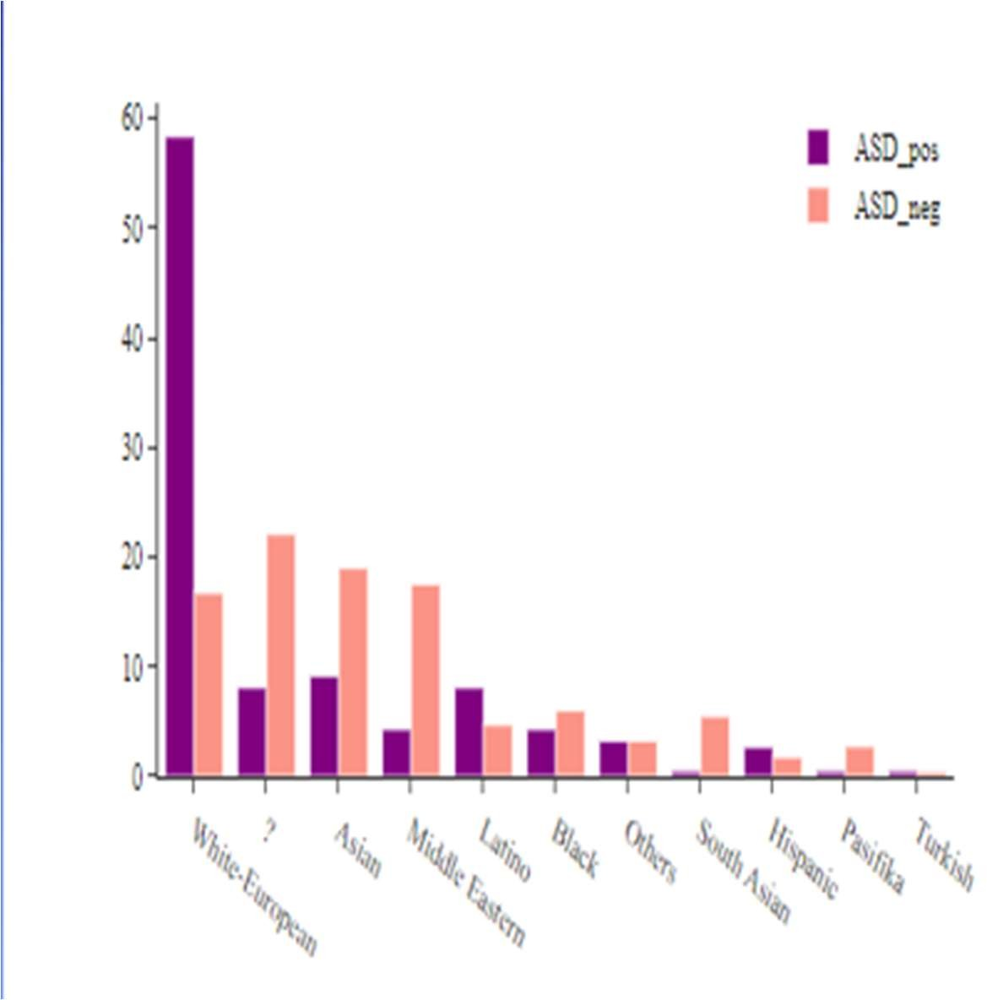 60
50
40
30
20
10
0
ASD_pos
ASD_neg
White-European
?
Asian
Middle Eastern
Latino
Black
Others
South Asian
Hispanic
Pasifika
Turkish